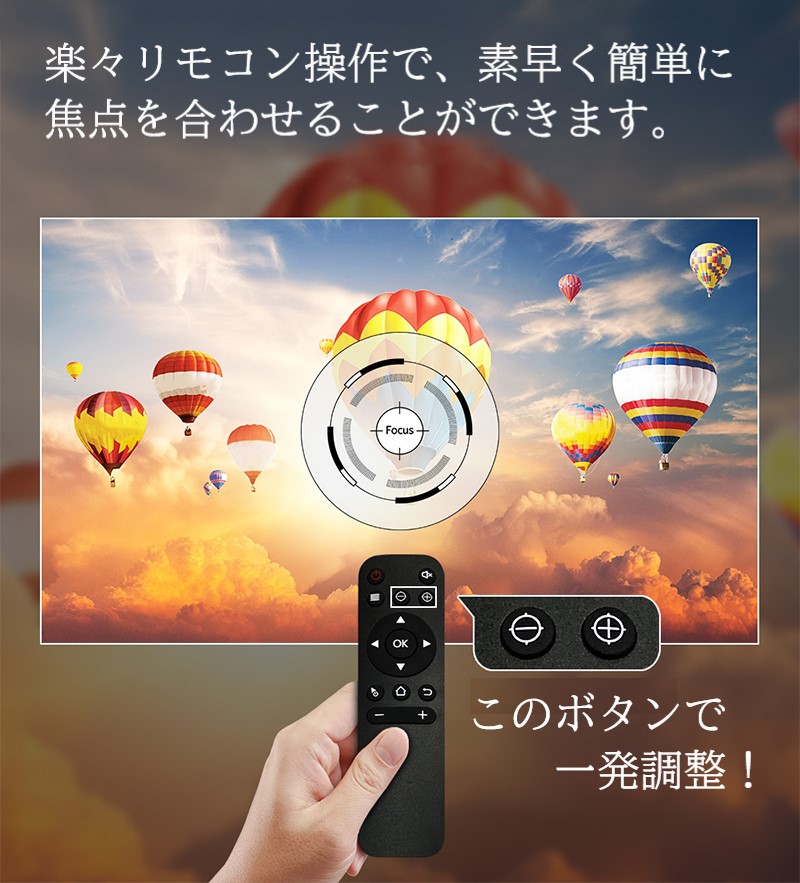 楽々リモコン操作で、素早く簡単に
焦点を合わせることができます。
Focus
OK
このボタンで
一発調整！